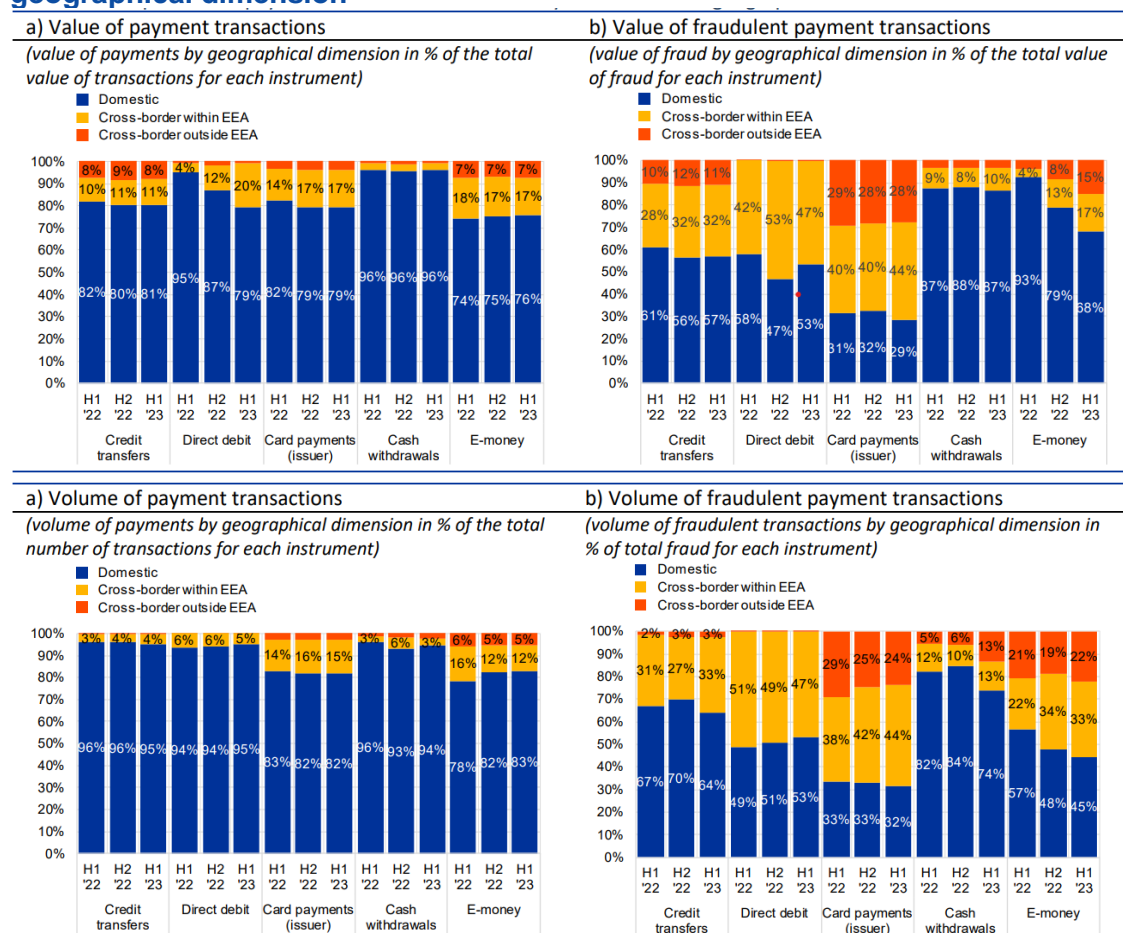 geographical dimension
a) Value of payment transactions
(value of payments by geographical dimension in % of the total
value of transactions for each instrument)
Domestic
Cross-border within EEA
Cross-border outside EEA
100%
90%
80%
70%
60%
50%
40%
30%
20%
10%
0%
8% 9% 8% 4% 12% 20% 14% 17% 17% 7% 7% 7%
10% 11% 11% 18% 17% 17%
82% 80% 81% 95% 87% 79% 82% 79% 79% 96% 96% 96% 74% 75% 76%
H1 H2 H1 H1 H2 H1 H1 H2 H1 H1 H2 H1 H1 H2 H1
'22 '22 '23 '22 '22 '23 '22 '22 '23 '22 '22 '23 '22 '22 '23
Credit Direct debit Card payments Cash E-money
transfers (issuer) withdrawals
b) Value of fraudulent payment transactions
(value of fraud by geographical dimension in % of the total value
of fraud for each instrument)
Domestic
Cross-border within EEA
Cross-border outside EEA
100%
90%
80%
70%
60%
50%
40%
30%
20%
10%
0%
10% 12% 11% 29% 28% 28% 8% 15%
28% 32% 32% 42% 53% 47% 40% 40% 44% 9% 8% 10% 4% 13% 17%
61% 56% 57% 58% 47% 53% 31% 32% 29% 87% 88% 87% 93% 79% 68%
H1 H2 H1 H1 H2 H1 H1 H2 H1 H1 H2 H1 H1 H2 H1
'22 '22 '23 '22 '22 '23 '22 '22 '23 '22 '22 '23 '22 '22 '23
Credit Direct debit Card payments Cash E-money
transfers (issuer) withdrawals
a) Volume of payment transactions
(volume of payments by geographical dimension in % of the total
number of transactions for each instrument)
Domestic
Cross-border within EEA
Cross-border outside EEA
100%
90%
80%
70%
60%
50%
40%
30%
20%
10%
0%
3% 4% 4% 6% 6% 5% 14% 16% 15% 3% 6% 3% 6% 5% 5%
16% 12% 12%
96% 96% 95% 94% 94% 95% 83% 82% 82% 96% 93% 94% 78% 82% 83%
H1 H2 H1 H1 H2 H1 H1 H2 H1 H1 H2 H1 H1 H2 H1
'22 '22 '23 '22 '22 '23 '22 '22 '23 '22 '22 '23 '22 '22 '23
Credit Direct debit Card payments Cash E-money
transfers (issuer) withdrawals
b) Volume of fraudulent payment transactions
(volume of fraudulent transactions by geographical dimension in
% of total fraud for each instrument)
Domestic
Cross-border within EEA
Cross-border outside EEA
100%
90%
80%
70%
60%
50%
40%
30%
20%
10%
0%
2% 3% 3% 29% 25% 24% 5% 6% 13% 21% 19% 22%
31% 27% 33% 51% 49% 47% 38% 42% 44% 12% 10% 13% 22% 34% 33%
67% 70% 64% 49% 51% 53% 33% 33% 32% 82% 84% 74% 57% 48% 45%
H1 H2 H1 H1 H2 H1 H1 H2 H1 H1 H2 H1 H1 H2 H1
'22 '22 '23 '22 '22 '23 '22 '22 '23 '22 '22 '23 '22 '22 '23
Credit Direct debit Card payments Cash E-money
transfers (issuer) withdrawals